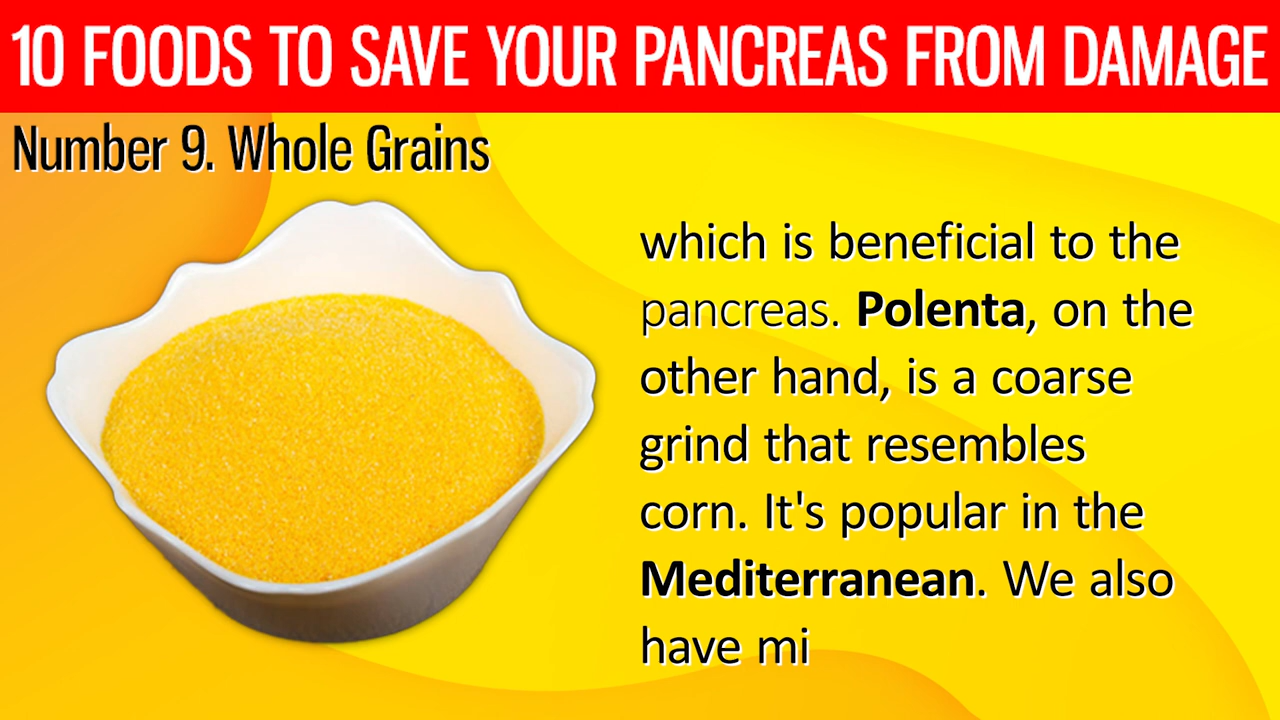 10 FOODS TO SAVE YOUR PANCREAS FROM DAMAGE
Number 9. Whole Grains
which is beneficial to the
pancreas. Polenta, on the
other hand, is a coarse
grind that resembles
corn. It's popular in the
Mediterranean. We also
have mi